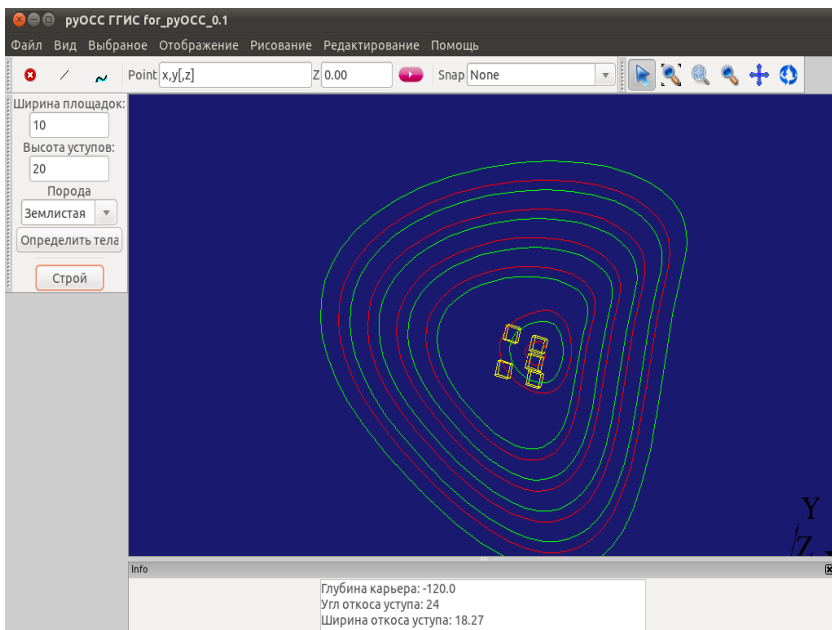 pyOCC ГГИС for_pyOCC_0.1
Файл Вид Выбраное Отображение Рисование Редактирование Помощь
Point x,y[,z] Z 0.00 Snap None
Ширина площадок:
10
Высота уступов:
20
Порода
Землистая
Определить тела
Строй
Y
Z
Info
Глубина карьера: -120.0
Угл откоса уступа: 24
Ширина откоса уступа: 18.27